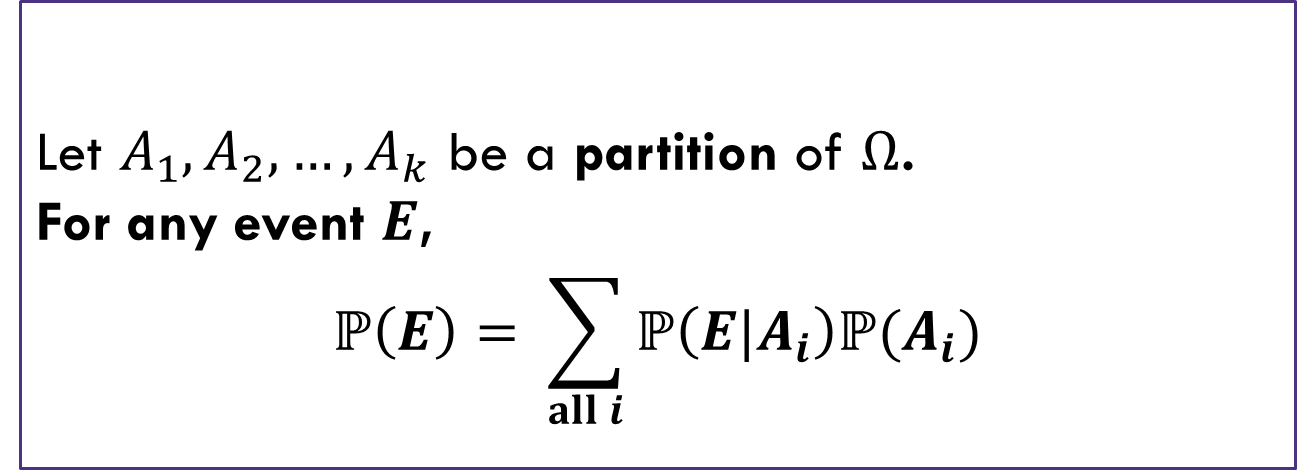 Let A₁, A₂, … , Aₖ be a partition of Ω.
For any event E,
ℙ(E) = ∑ ℙ(E|Aᵢ)ℙ(Aᵢ)
all i